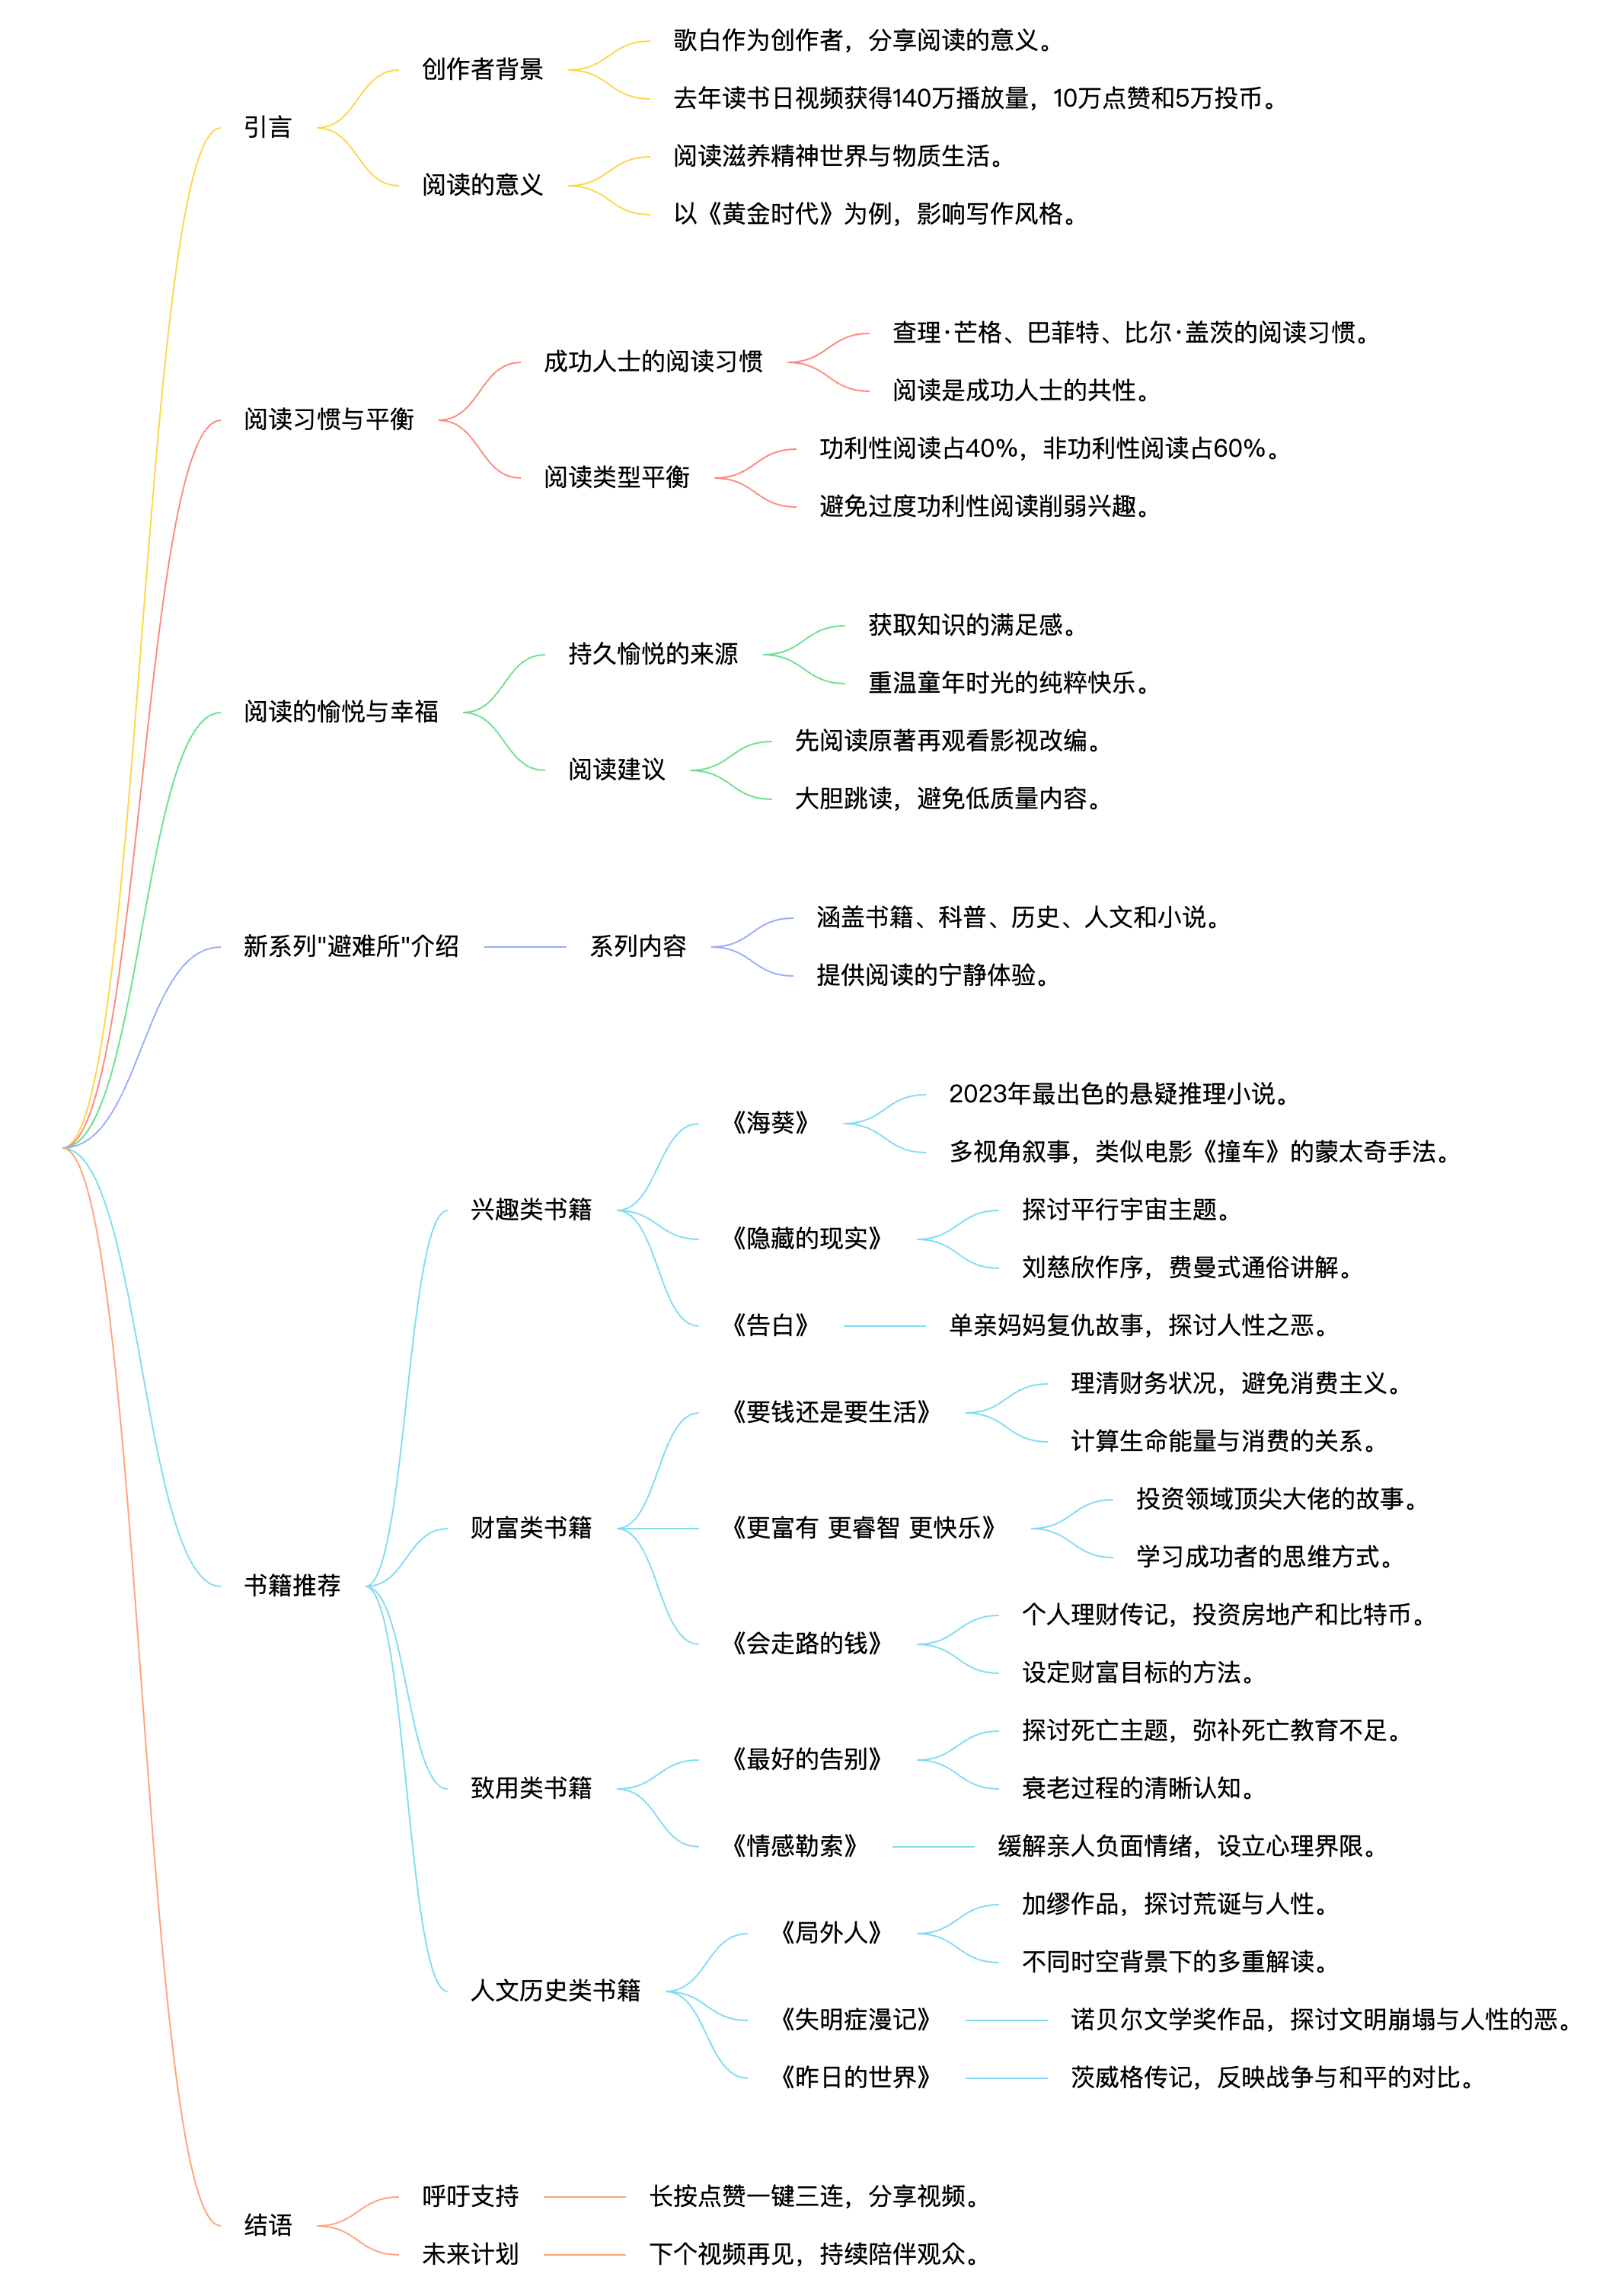 引言
创作者背景
歌白作为创作者，分享阅读的意义。
去年读书日视频获得140万播放量，10万点赞和5万投币。
阅读的意义
阅读滋养精神世界与物质生活。
以《黄金时代》为例，影响写作风格。
阅读习惯与平衡
成功人士的阅读习惯
查理·芒格、巴菲特、比尔·盖茨的阅读习惯。
阅读是成功人士的共性。
阅读类型平衡
功利性阅读占40%，非功利性阅读占60%。
避免过度功利性阅读削弱兴趣。
阅读的愉悦与幸福
持久愉悦的来源
获取知识的满足感。
重温童年时光的纯粹快乐。
阅读建议
先阅读原著再观看影视改编。
大胆跳读，避免低质量内容。
新系列"避难所"介绍
系列内容
涵盖书籍、科普、历史、人文和小说。
提供阅读的宁静体验。
书籍推荐
兴趣类书籍
《海葵》
2023年最出色的悬疑推理小说。
多视角叙事，类似电影《撞车》的蒙太奇手法。
《隐藏的现实》
探讨平行宇宙主题。
刘慈欣作序，费曼式通俗讲解。
《告白》
单亲妈妈复仇故事，探讨人性之恶。
财富类书籍
《要钱还是要生活》
理清财务状况，避免消费主义。
计算生命能量与消费的关系。
《更富有 更睿智 更快乐》
投资领域顶尖大佬的故事。
学习成功者的思维方式。
《会走路的钱》
个人理财传记，投资房地产和比特币。
设定财富目标的方法。
致用类书籍
《最好的告别》
探讨死亡主题，弥补死亡教育不足。
衰老过程的清晰认知。
《情感勒索》
缓解亲人负面情绪，设立心理界限。
人文历史类书籍
《局外人》
加缪作品，探讨荒诞与人性。
不同时空背景下的多重解读。
《失明症漫记》
诺贝尔文学奖作品，探讨文明崩塌与人性的恶。
《昨日的世界》
茨威格传记，反映战争与和平的对比。
结语
呼吁支持
长按点赞一键三连，分享视频。
未来计划
下个视频再见，持续陪伴观众。